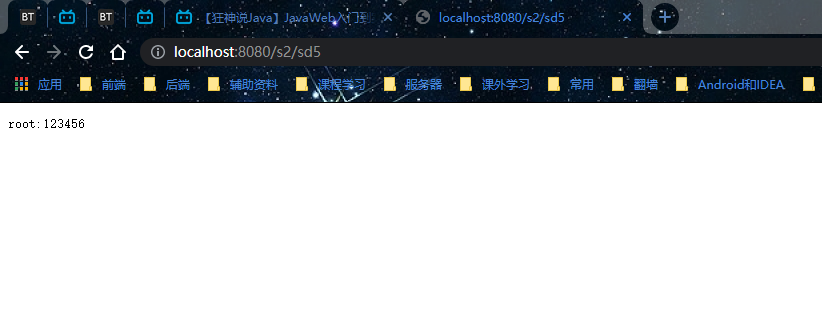 BT BT 【狂神说Java】JavaWeb入门到 localhost:8080/s2/sd5
localhost:8080/s2/sd5
应用 前端 后端 辅助资料 课程学习 服务器 课外学习 常用 翻墙 Android和IDEA
root:123456